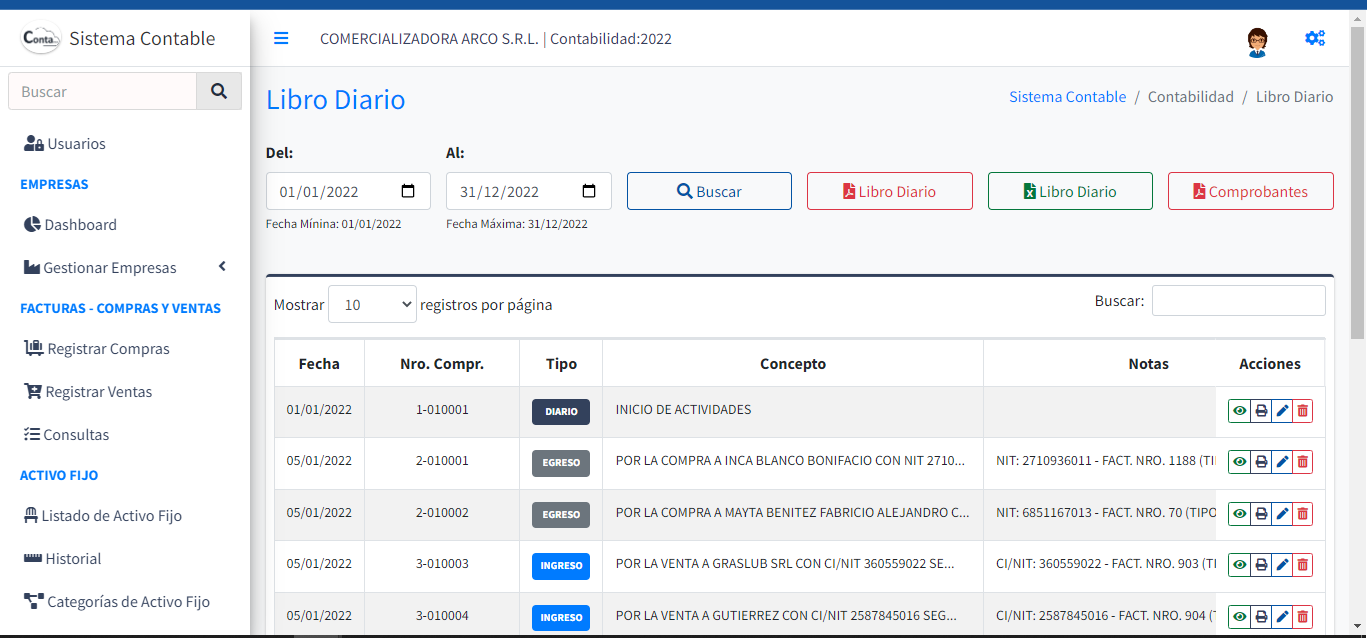 Conta
Sistema Contable
COMERCIALIZADORA ARCO S.R.L. | Contabilidad:2022
Buscar
Usuarios
EMPRESAS
Dashboard
Gestionar Empresas
FACTURAS - COMPRAS Y VENTAS
Registrar Compras
Registrar Ventas
Consultas
ACTIVO FIJO
Listado de Activo Fijo
Historial
Categorías de Activo Fijo
Libro Diario
Sistema Contable / Contabilidad / Libro Diario
Del: Al:
01/01/2022 31/12/2022 Buscar Libro Diario Libro Diario Comprobantes
Fecha Mínina: 01/01/2022 Fecha Máxima: 31/12/2022
Mostrar 10 registros por página Buscar:
Fecha Nro. Compr. Tipo Concepto Notas Acciones
01/01/2022 1-010001 DIARIO INICIO DE ACTIVIDADES
05/01/2022 2-010001 EGRESO POR LA COMPRA A INCA BLANCO BONIFACIO CON NIT 2710... NIT: 2710936011 - FACT. NRO. 1188 (TI
05/01/2022 2-010002 EGRESO POR LA COMPRA A MAYTA BENITEZ FABRICIO ALEJANDRO C... NIT: 6851167013 - FACT. NRO. 70 (TIPO
05/01/2022 3-010003 INGRESO POR LA VENTA A GRASLUB SRL CON CI/NIT 360559022 SE... CI/NIT: 360559022 - FACT. NRO. 903 (TI
05/01/2022 3-010004 INGRESO POR LA VENTA A GUTIERREZ CON CI/NIT 2587845016 SEG... CI/NIT: 2587845016 - FACT. NRO. 904 (